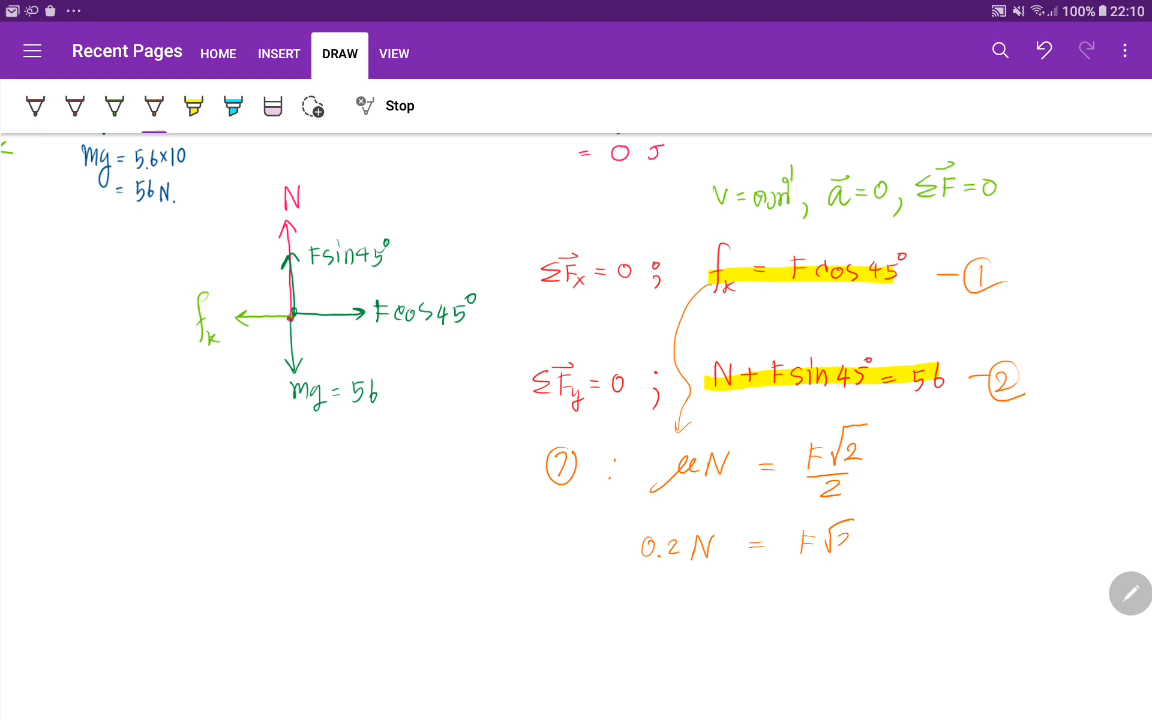 100% 22:10
Recent Pages HOME INSERT DRAW VIEW
Stop
mg = 5.6×10
= 56 N.
= 0 J
v = คงที่, a⃗ = 0, ΣF⃗ = 0
N
Fsin45°
fₖ
Fcos45°
mg = 56
ΣF⃗ₓ = 0 ; fₖ = Fcos45° — ①
ΣF⃗ᵧ = 0 ; N + Fsin45° = 56 — ②
① : μN = F√2/2
0.2N = F√2